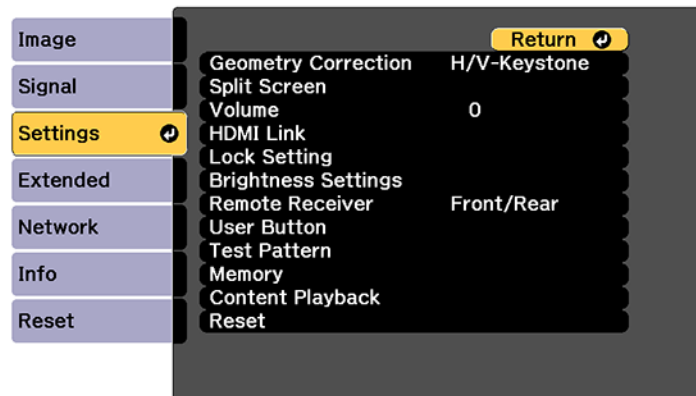 Image
Signal
Settings
Extended
Network
Info
Reset
Return
Geometry Correction H/V-Keystone
Split Screen
Volume 0
HDMI Link
Lock Setting
Brightness Settings
Remote Receiver Front/Rear
User Button
Test Pattern
Memory
Content Playback
Reset